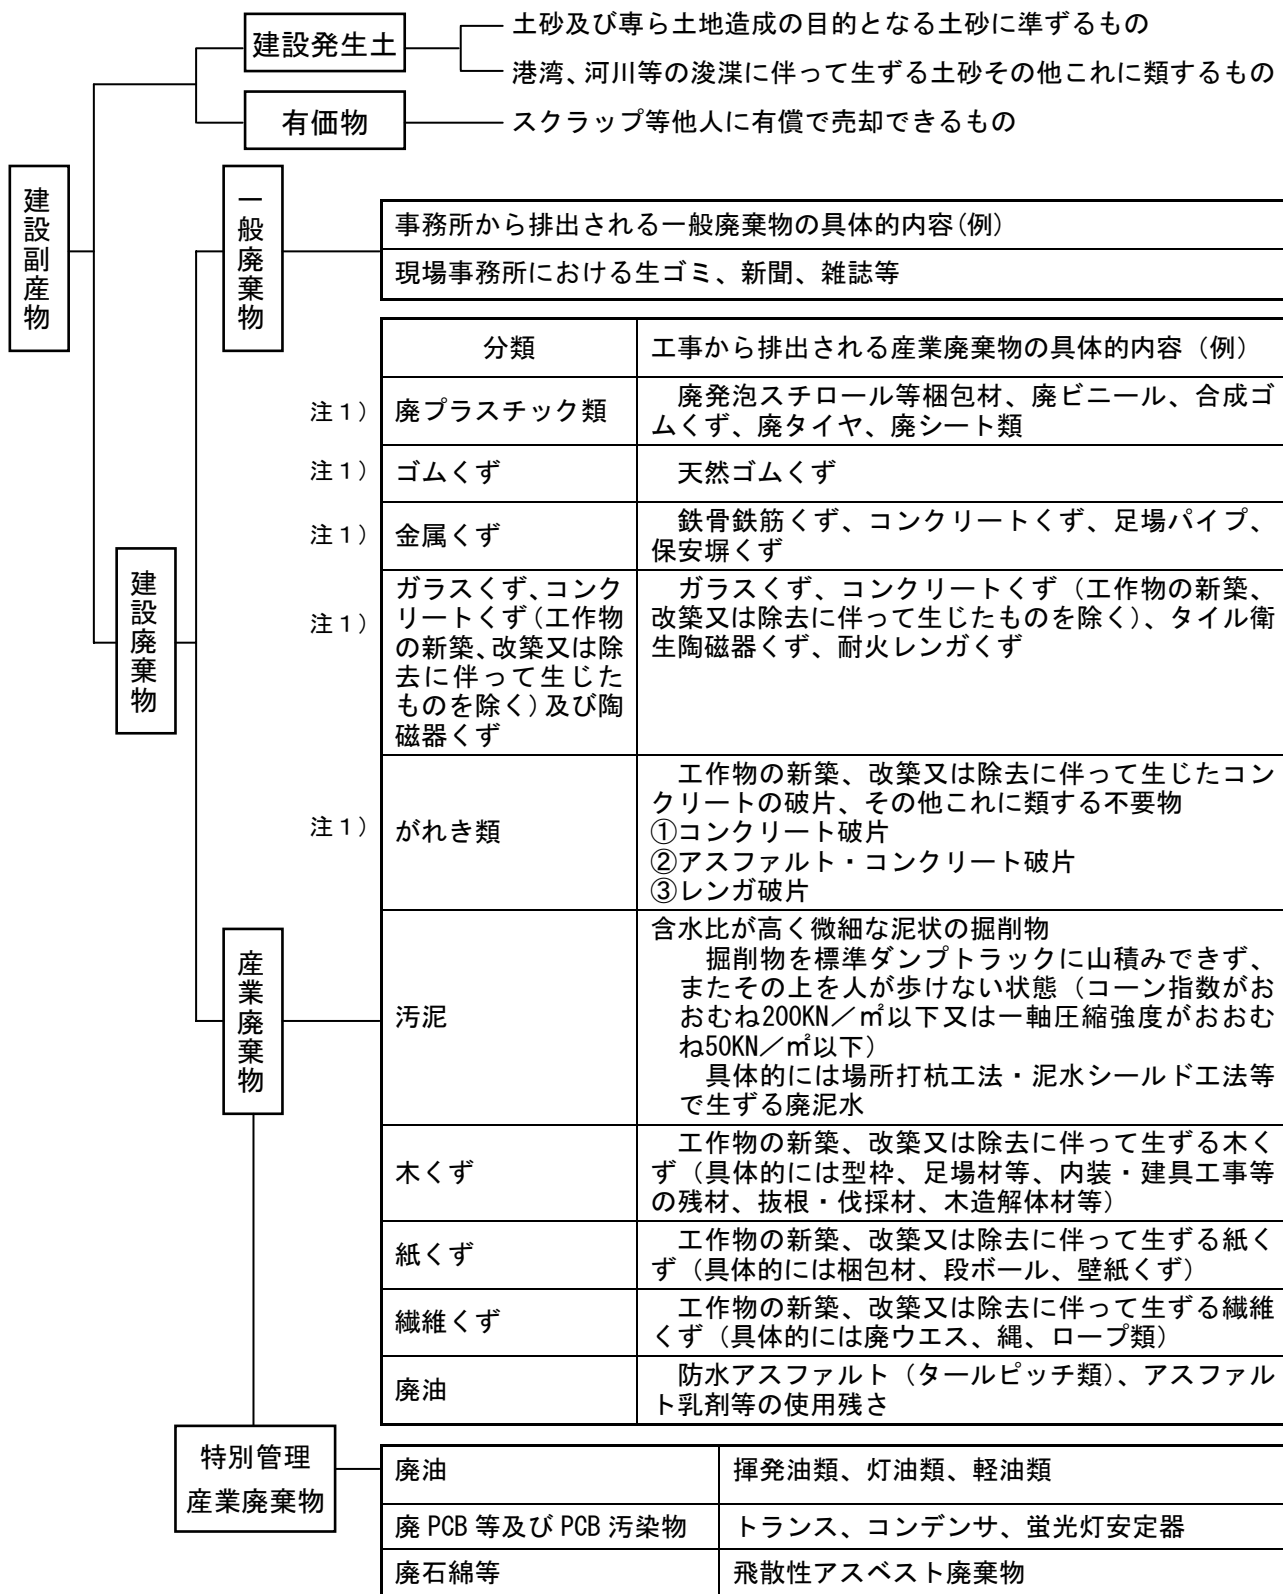 建設発生土
土砂及び専ら土地造成の目的となる土砂に準ずるもの
港湾、河川等の浚渫に伴って生ずる土砂その他これに類するもの
有価物
スクラップ等他人に有償で売却できるもの
建設副産物
一般廃棄物
事務所から排出される一般廃棄物の具体的内容(例)
現場事務所における生ゴミ、新聞、雑誌等
建設廃棄物
分類
工事から排出される産業廃棄物の具体的内容（例）
注１）
廃プラスチック類
廃発泡スチロール等梱包材、廃ビニール、合成ゴ
ムくず、廃タイヤ、廃シート類
注１）
ゴムくず
天然ゴムくず
注１）
金属くず
鉄骨鉄筋くず、コンクリートくず、足場パイプ、
保安塀くず
注１）
ガラスくず、コンク
リートくず（工作物
の新築、改築又は除
去に伴って生じた
ものを除く）及び陶
磁器くず
ガラスくず、コンクリートくず（工作物の新築、
改築又は除去に伴って生じたものを除く）、タイル衛
生陶磁器くず、耐火レンガくず
注１）
がれき類
工作物の新築、改築又は除去に伴って生じたコン
クリートの破片、その他これに類する不要物
①コンクリート破片
②アスファルト・コンクリート破片
③レンガ破片
産業廃棄物
汚泥
含水比が高く微細な泥状の掘削物
掘削物を標準ダンプトラックに山積みできず、
またその上を人が歩けない状態（コーン指数がお
おむね200KN／㎡以下又は一軸圧縮強度がおおむ
ね50KN／㎡以下）
具体的には場所打杭工法・泥水シールド工法等
で生ずる廃泥水
木くず
工作物の新築、改築又は除去に伴って生ずる木く
ず（具体的には型枠、足場材等、内装・建具工事等
の残材、抜根・伐採材、木造解体材等）
紙くず
工作物の新築、改築又は除去に伴って生ずる紙く
ず（具体的には梱包材、段ボール、壁紙くず）
繊維くず
工作物の新築、改築又は除去に伴って生ずる繊維
くず（具体的には廃ウエス、縄、ロープ類）
廃油
防水アスファルト（タールピッチ類）、アスファル
ト乳剤等の使用残さ
特別管理
産業廃棄物
廃油
揮発油類、灯油類、軽油類
廃 PCB 等及び PCB 汚染物
トランス、コンデンサ、蛍光灯安定器
廃石綿等
飛散性アスベスト廃棄物